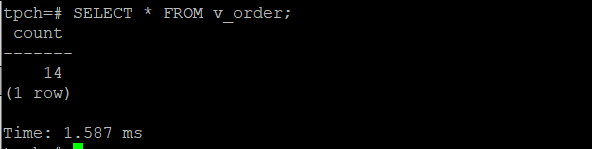 tpch=# SELECT * FROM v_order;
 count
-------
    14
(1 row)

Time: 1.587 ms